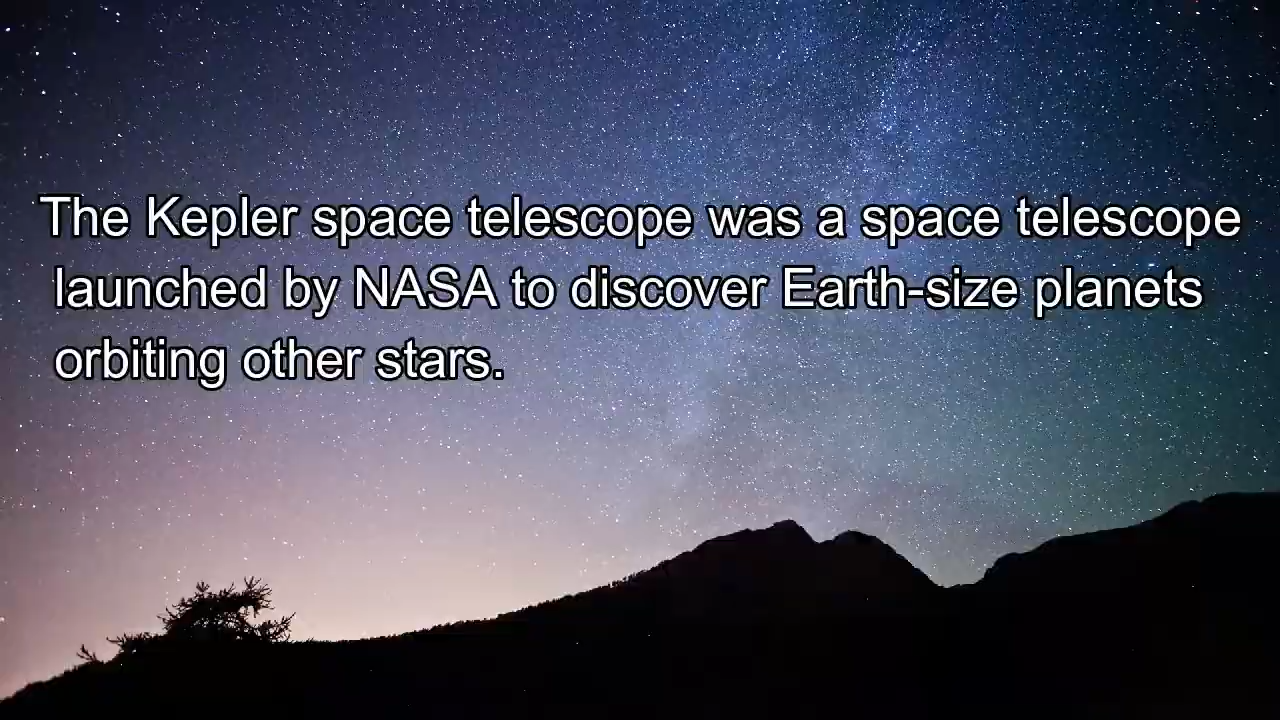 The Kepler space telescope was a space telescope
launched by NASA to discover Earth-size planets
orbiting other stars.